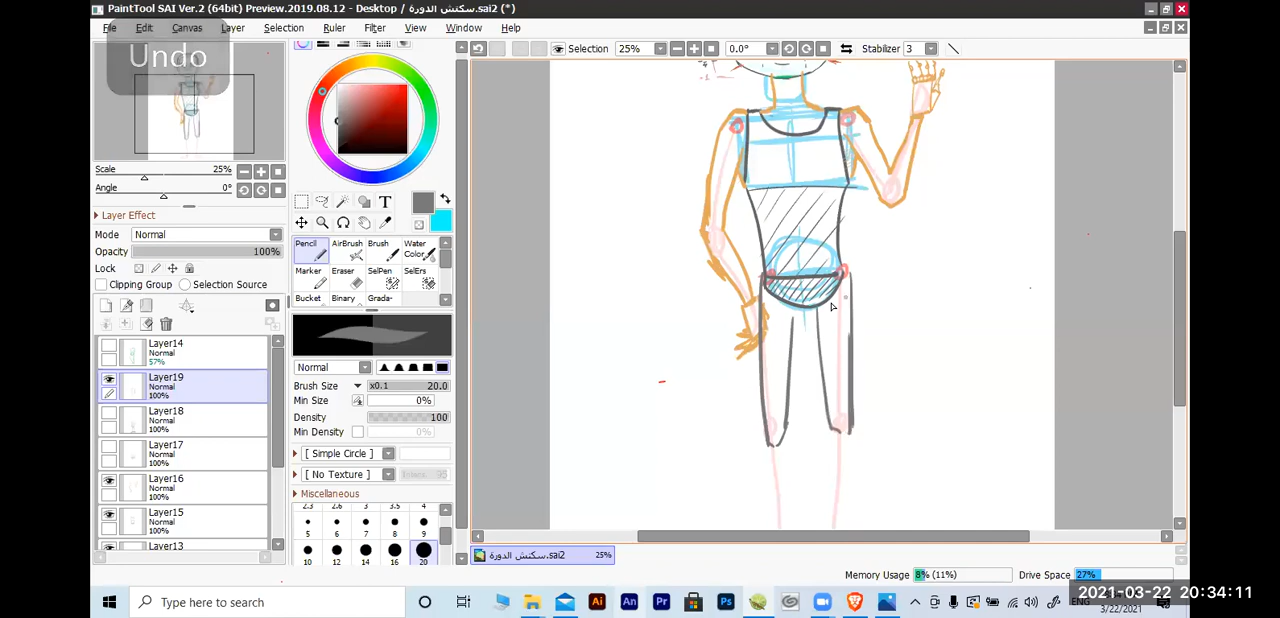 PaintTool SAI Ver.2 (64bit) Preview.2019.08.12 - Desktop / سكتش الدورة.sai2 (*)
File Edit Canvas Layer Selection Ruler Filter View Window Help
Undo
Selection 25% 0.0° Stabilizer 3
Scale 25%
Angle 0°
Layer Effect
Mode Normal
Opacity 100%
Lock
Clipping Group Selection Source
Layer14
Normal
57%
Layer19
Normal
100%
Layer18
Normal
100%
Layer17
Normal
100%
Layer16
Normal
100%
Layer15
Normal
100%
Layer13
T
Pencil AirBrush Brush Water Color
Marker Eraser SelPen SelErs
Bucket Binary Grada-
Normal
Brush Size x0.1 20.0
Min Size 0%
Density 100
Min Density
[ Simple Circle ]
[ No Texture ]
Miscellaneous
2.3 2.6 3 3.5 4
5 6 7 8 9
10 12 14 16 20
سكتش الدورة.sai2 25%
Memory Usage 8% (11%) Drive Space 27%
Type here to search
Ai An Pr Ps
ENG
2021-03-22 20:34:11
3/22/2021